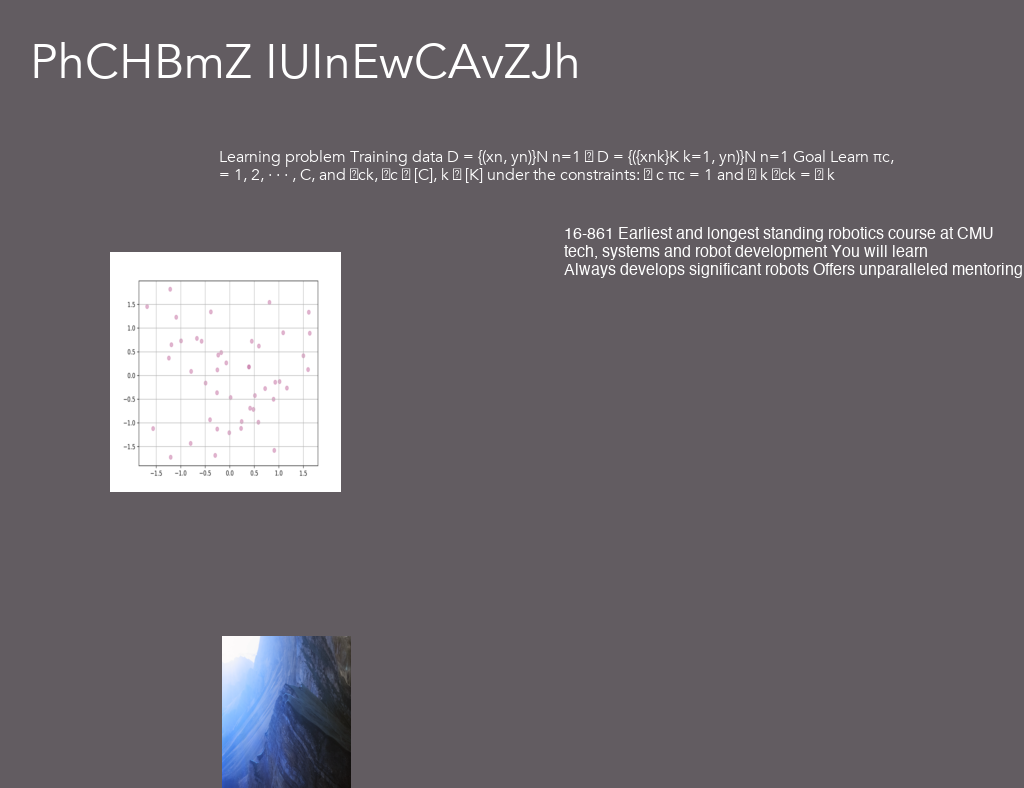 PhCHBmZ IUInEwCAvZJh
Learning problem Training data D = {(xn, yn)}N n=1 D = {({xnk}K k=1, yn)}N n=1 Goal Learn πc,
= 1, 2, · · · , C, and ck, c [C], k [K] under the constraints: c πc = 1 and k ck = k
16-861 Earliest and longest standing robotics course at CMU
tech, systems and robot development You will learn
Always develops significant robots Offers unparalleled mentoring
1.5
1.0
0.5
0.0
−0.5
−1.0
−1.5
−1.5 −1.0 −0.5 0.0 0.5 1.0 1.5